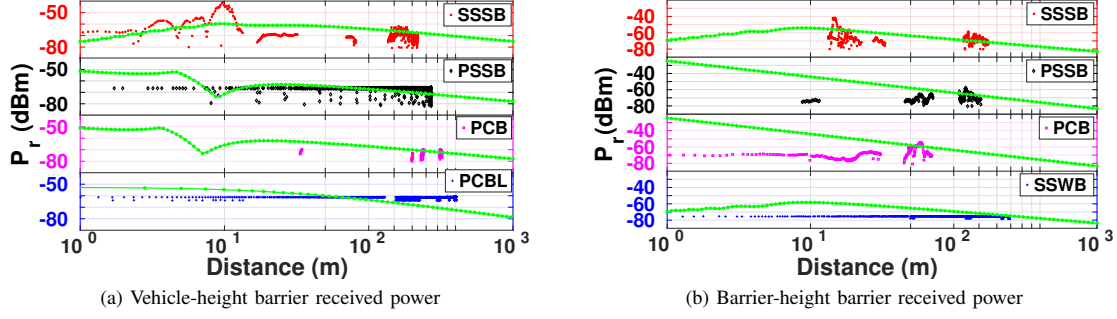 SSSB
-50
-80
PSSB
-50
-80
PCB
-50
-80
PCBL
-50
-80
P_r (dBm)
10^0 10^1 10^2 10^3
Distance (m)
(a) Vehicle-height barrier received power
SSSB
-40
-60
-80
PSSB
-40
-60
-80
PCB
-40
-60
-80
SSWB
-40
-60
-80
P_r (dBm)
10^0 10^1 10^2 10^3
Distance (m)
(b) Barrier-height barrier received power